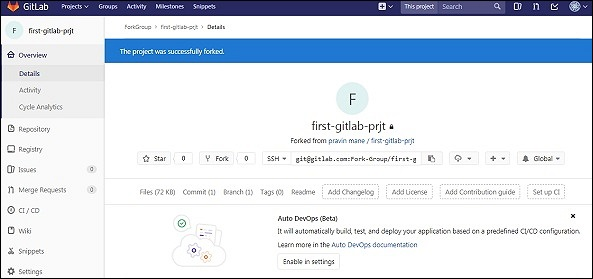 GitLab Projects Groups Activity Milestones Snippets This project Search
F first-gitlab-prjt
ForkGroup › first-gitlab-prjt › Details
The project was successfully forked.
Overview
Details
Activity
Cycle Analytics
Repository
Registry
Issues 0
Merge Requests 0
CI / CD
Wiki
Snippets
Settings
F
first-gitlab-prjt
Forked from pravin mane / first-gitlab-prjt
Star 0 Fork 0 SSH git@gitlab.com:Fork-Group/first-g Global
Files (72 KB) Commit (1) Branch (1) Tags (0) Readme Add Changelog Add License Add Contribution guide Set up CI
Auto DevOps (Beta)
It will automatically build, test, and deploy your application based on a predefined CI/CD configuration.
Learn more in the Auto DevOps documentation
Enable in settings